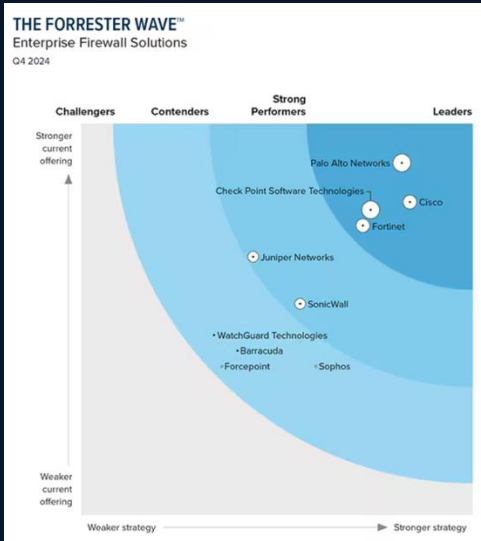 THE FORRESTER WAVE™
Enterprise Firewall Solutions
Q4 2024
Challengers
Contenders
Strong
Performers
Leaders
Stronger
current
offering
Palo Alto Networks
Check Point Software Technologies
Cisco
Fortinet
Juniper Networks
SonicWall
WatchGuard Technologies
Barracuda
Forcepoint
Sophos
Weaker
current
offering
Weaker strategy
Stronger strategy